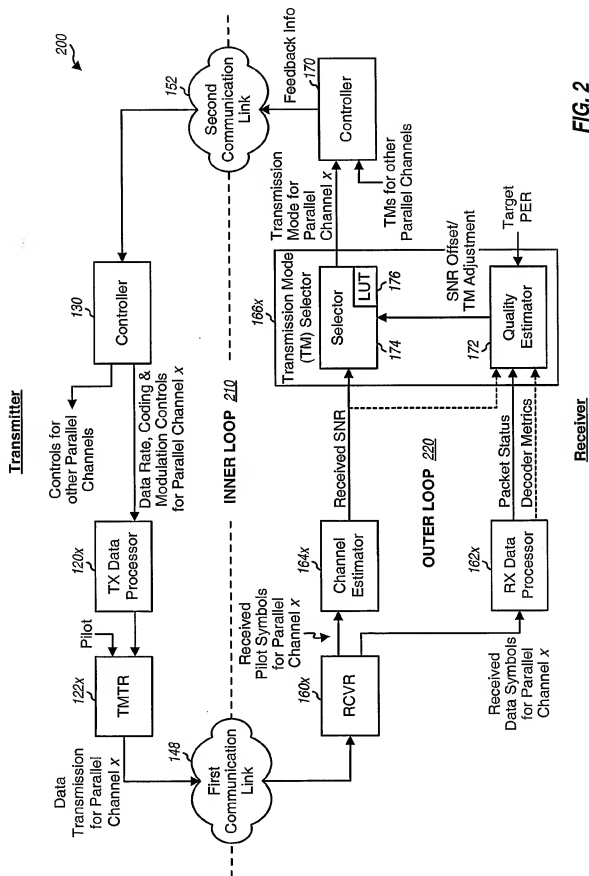 200
Transmitter
Controls for
other Parallel
Channels
130
Controller
152
Second
Communication
Link
120x
TX Data
Processor
Data Rate, Coding &
Modulation Controls
for Parallel Channel x
Pilot
122x
TMTR
Data
Transmission
for Parallel
Channel x
148
First
Communication
Link
INNER LOOP 210
Feedback Info
170
Controller
Transmission
Mode for
Parallel
Channel x
TMs for other
Parallel Channels
166x
Transmission Mode
(TM) Selector
Selector
LUT
174
176
SNR Offset/
TM Adjustment
Target
PER
172
Quality
Estimator
Received SNR
164x
Channel
Estimator
OUTER LOOP 220
Packet Status
Decoder Metrics
162x
RX Data
Processor
Received
Pilot Symbols
for Parallel
Channel x
160x
RCVR
Received
Data Symbols
for Parallel
Channel x
Receiver
FIG. 2